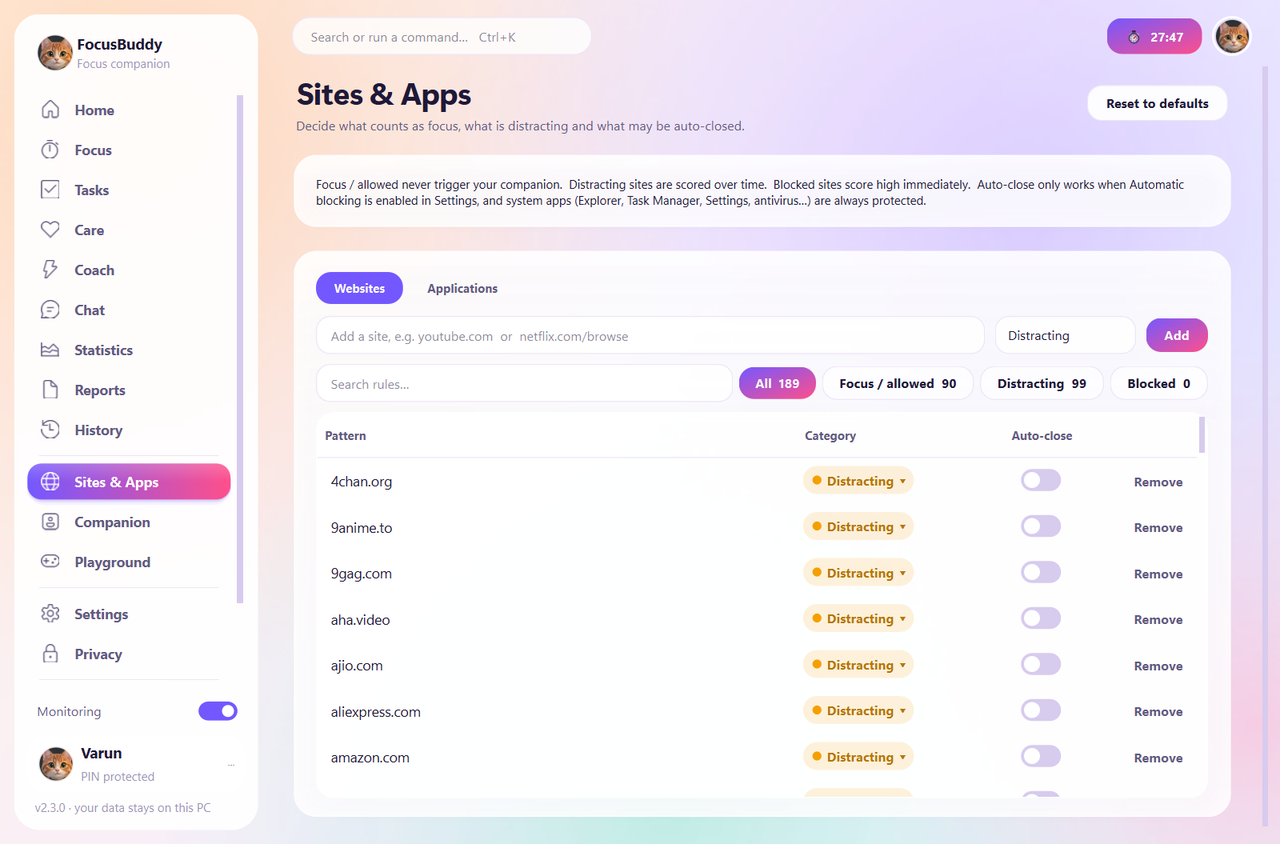 FocusBuddy
Focus companion
Home
Focus
Tasks
Care
Coach
Chat
Statistics
Reports
History
Sites & Apps
Companion
Playground
Settings
Privacy
Monitoring
Varun
PIN protected
...
v2.3.0 · your data stays on this PC
Search or run a command... Ctrl+K
27:47
Sites & Apps
Decide what counts as focus, what is distracting and what may be auto-closed.
Reset to defaults
Focus / allowed never trigger your companion. Distracting sites are scored over time. Blocked sites score high immediately. Auto-close only works when Automatic
blocking is enabled in Settings, and system apps (Explorer, Task Manager, Settings, antivirus...) are always protected.
Websites Applications
Add a site, e.g. youtube.com or netflix.com/browse Distracting Add
Search rules... All 189 Focus / allowed 90 Distracting 99 Blocked 0
Pattern Category Auto-close
4chan.org Distracting Remove
9anime.to Distracting Remove
9gag.com Distracting Remove
aha.video Distracting Remove
ajio.com Distracting Remove
aliexpress.com Distracting Remove
amazon.com Distracting Remove